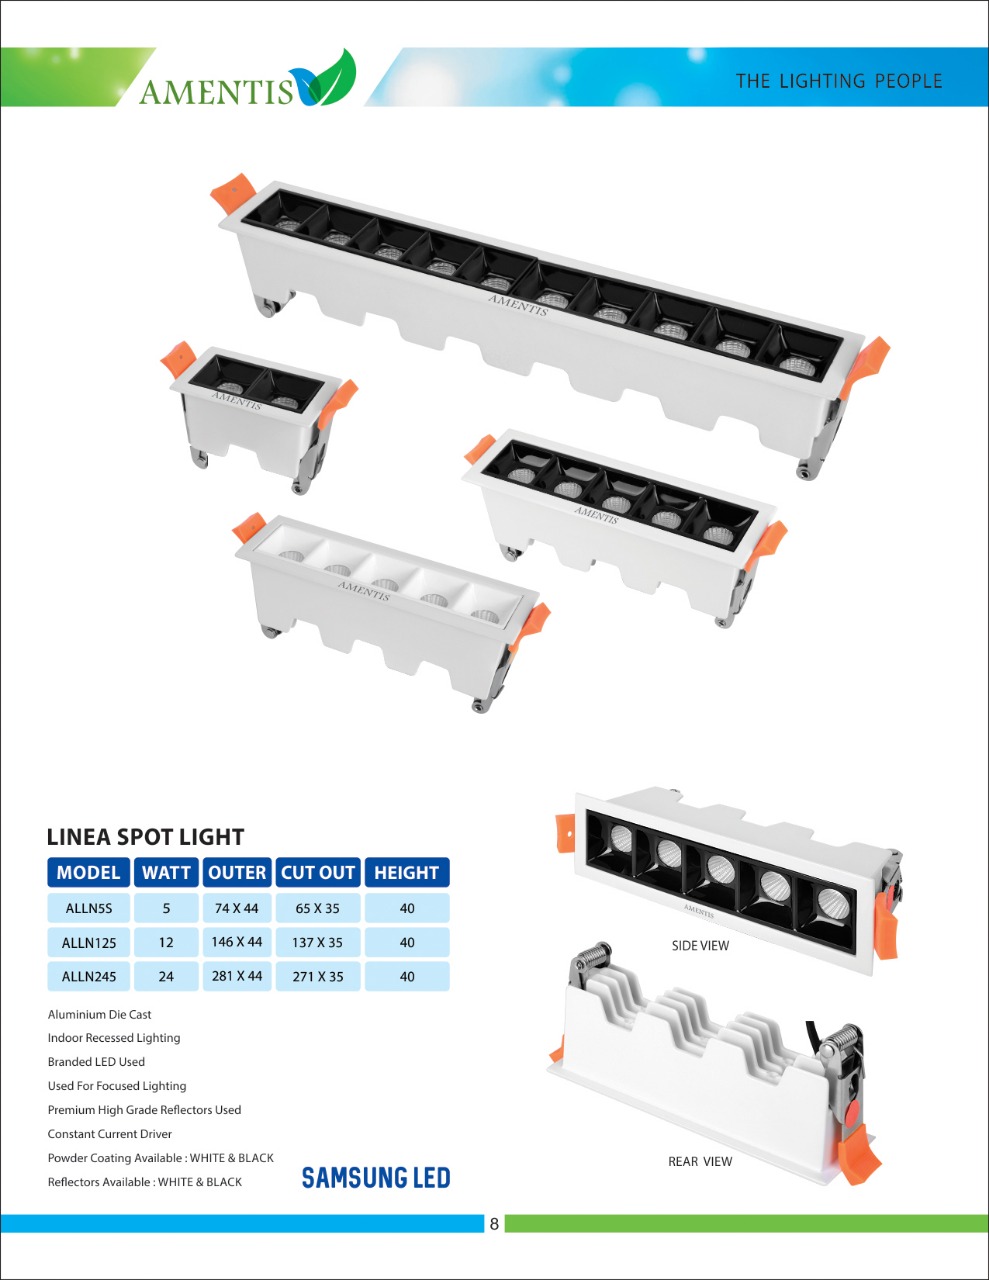 AMENTIS
THE LIGHTING PEOPLE
AMENTIS
AMENTIS
AMENTIS
AMENTIS
LINEA SPOT LIGHT
MODEL WATT OUTER CUT OUT HEIGHT
ALLN5S 5 74 X 44 65 X 35 40
ALLN125 12 146 X 44 137 X 35 40
ALLN245 24 281 X 44 271 X 35 40
Aluminium Die Cast
Indoor Recessed Lighting
Branded LED Used
Used For Focused Lighting
Premium High Grade Reflectors Used
Constant Current Driver
Powder Coating Available : WHITE & BLACK
Reflectors Available : WHITE & BLACK
SAMSUNG LED
AMENTIS
SIDE VIEW
REAR VIEW
8